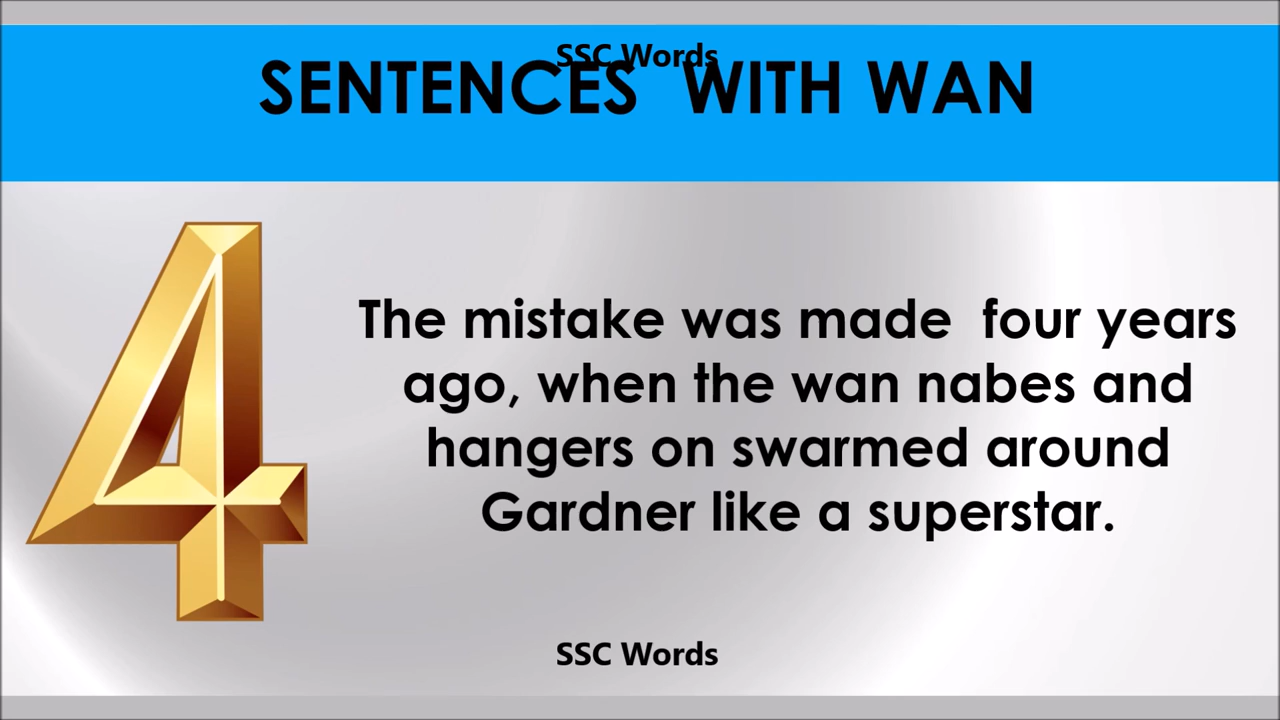 SSC Words
SENTENCES WITH WAN
4
The mistake was made four years
ago, when the wan nabes and
hangers on swarmed around
Gardner like a superstar.
SSC Words